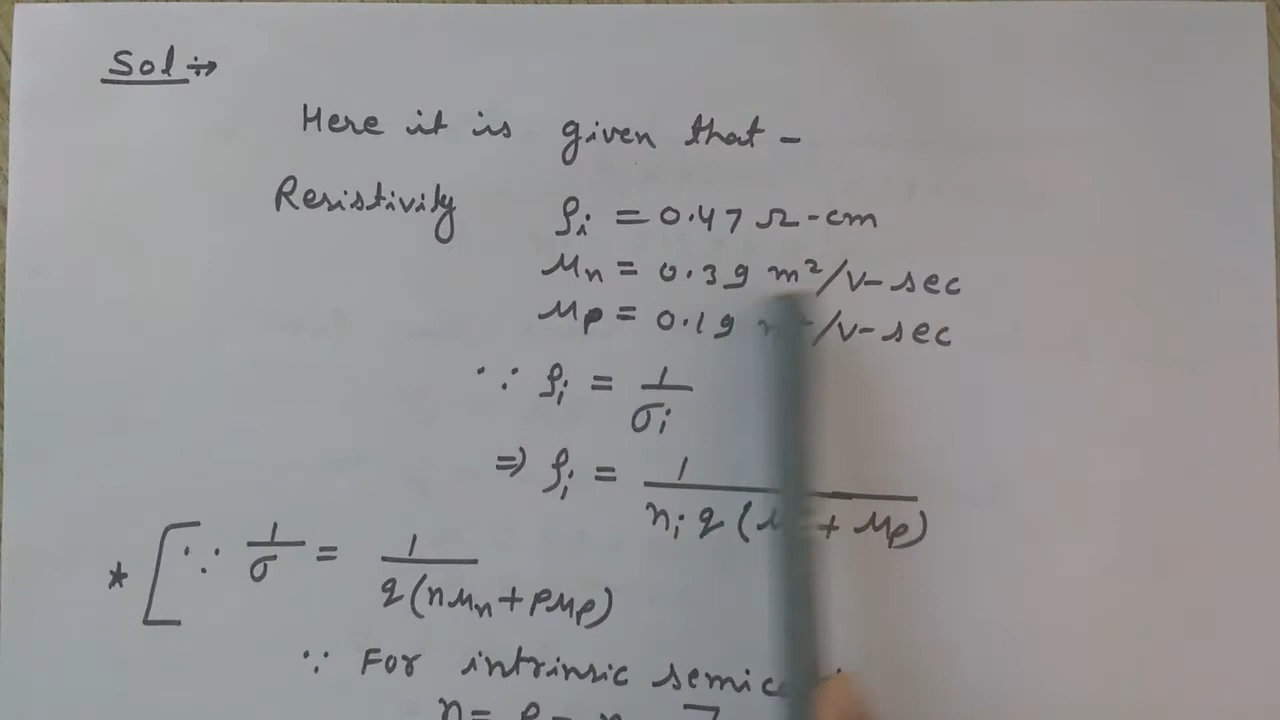 Sol ÷→
Here it is given that –
Resistivity ρi = 0.47 Ω-cm
μn = 0.39 m²/V-sec
μp = 0.19 /V-sec
∵ ρi = 1/σi
⇒ ρi = 1/ni q ( + μp)
* [∵ 1/σ = 1/q(nμn + pμp)
∵ For intrinsic
n = p =